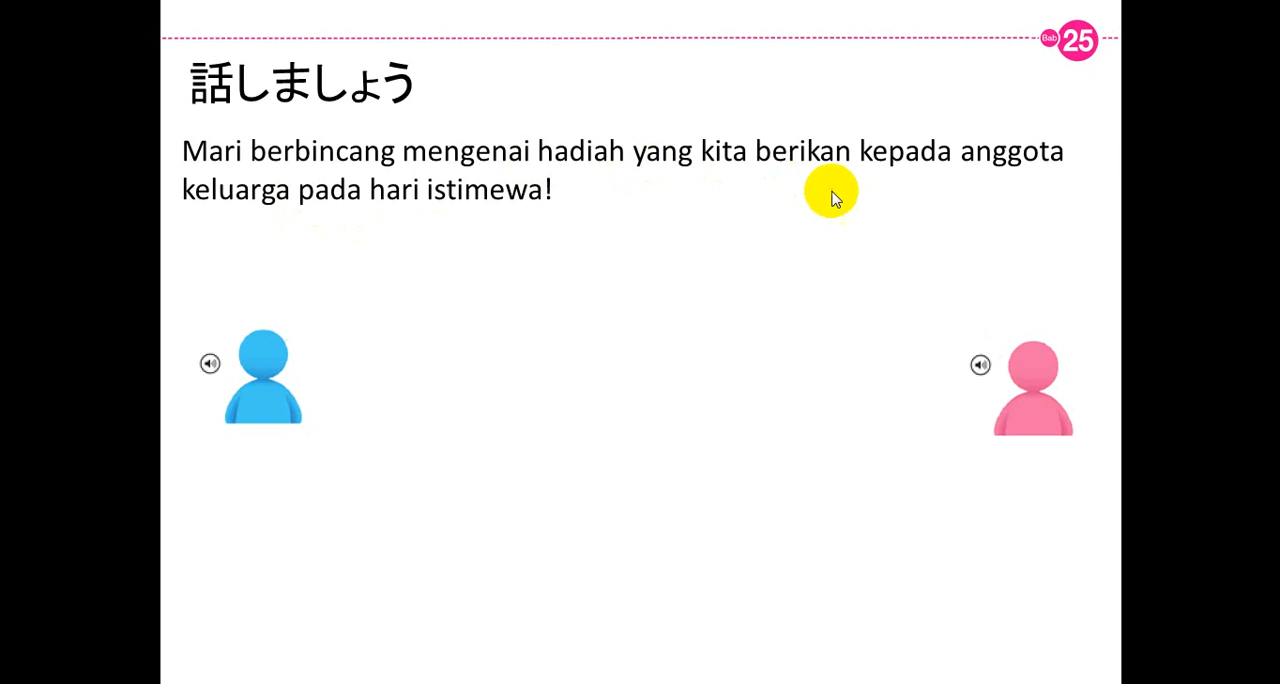 Bab 25
話しましょう
Mari berbincang mengenai hadiah yang kita berikan kepada anggota
keluarga pada hari istimewa!